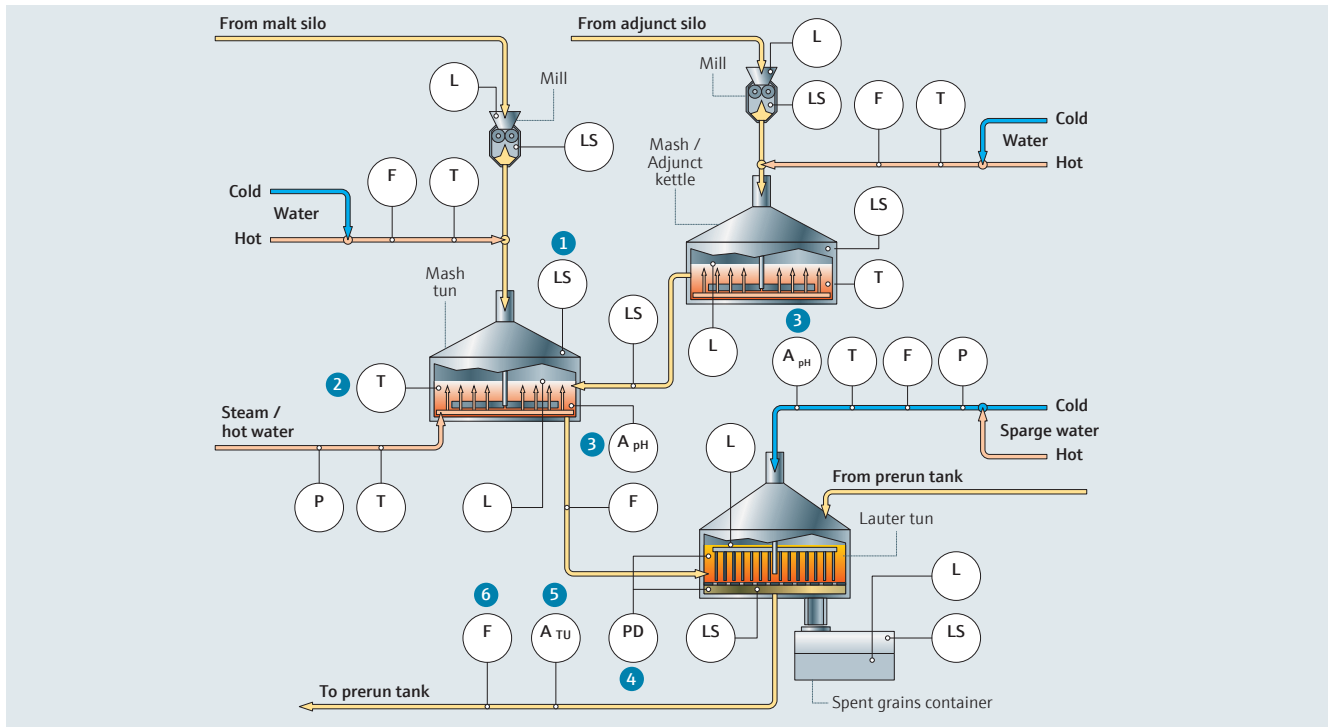 From malt silo
From adjunct silo
L
L
Mill
Mill
LS
LS
F
T
Cold
Water
Hot
Mash /
Adjunct
kettle
F
T
Cold
Water
Hot
LS
1
LS
Mash
tun
LS
T
3
L
2
T
A pH
T
F
P
Cold
Sparge water
Hot
Steam /
hot water
3
A pH
L
From prerun tank
P
T
L
F
Lauter tun
L
6
5
F
A TU
PD
LS
LS
4
To prerun tank
Spent grains container